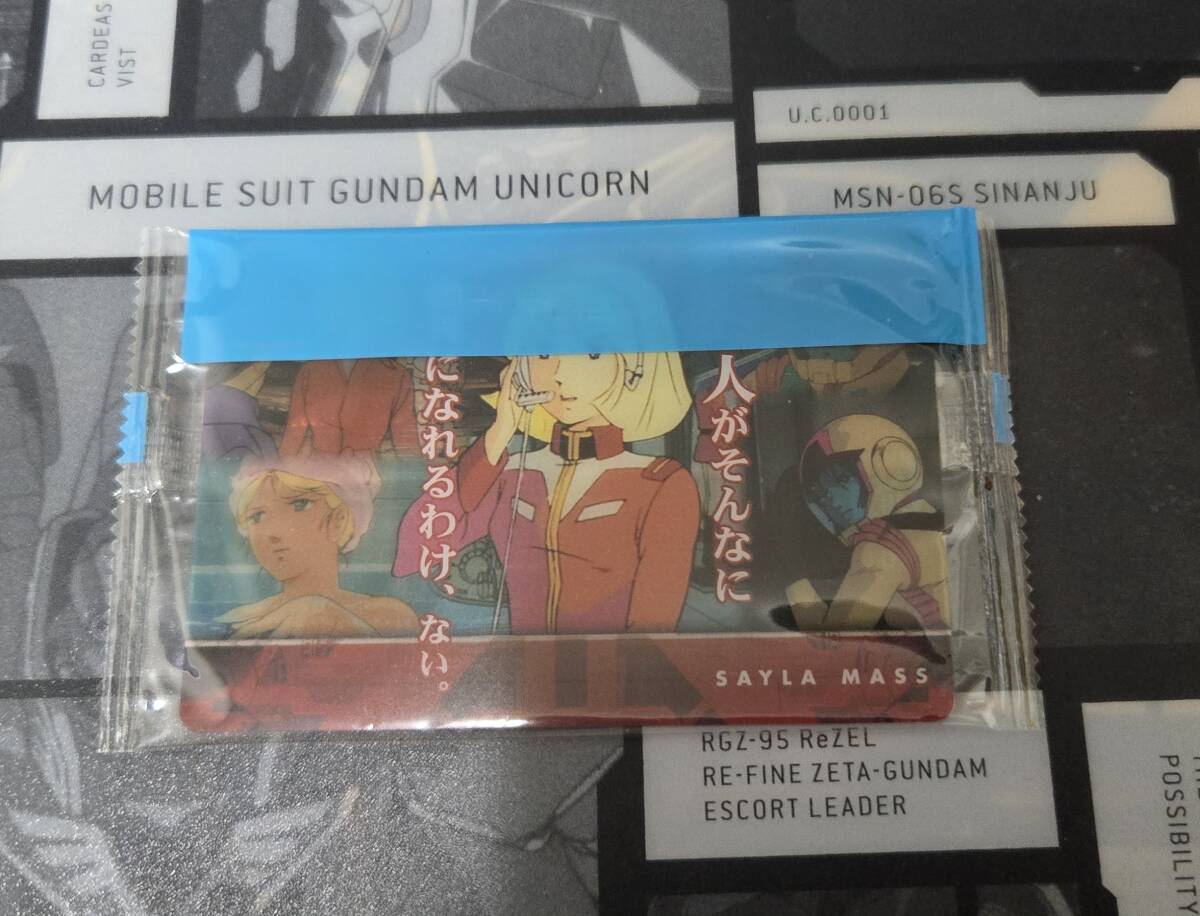 CARDEAS
VIST
U.C.0001
MOBILE SUIT GUNDAM UNICORN
MSN-06S SINANJU
人がそんなに
になれるわけ、ない。
SAYLA MASS
RGZ-95 ReZEL
RE-FINE ZETA-GUNDAM
ESCORT LEADER
POSSIBILITY